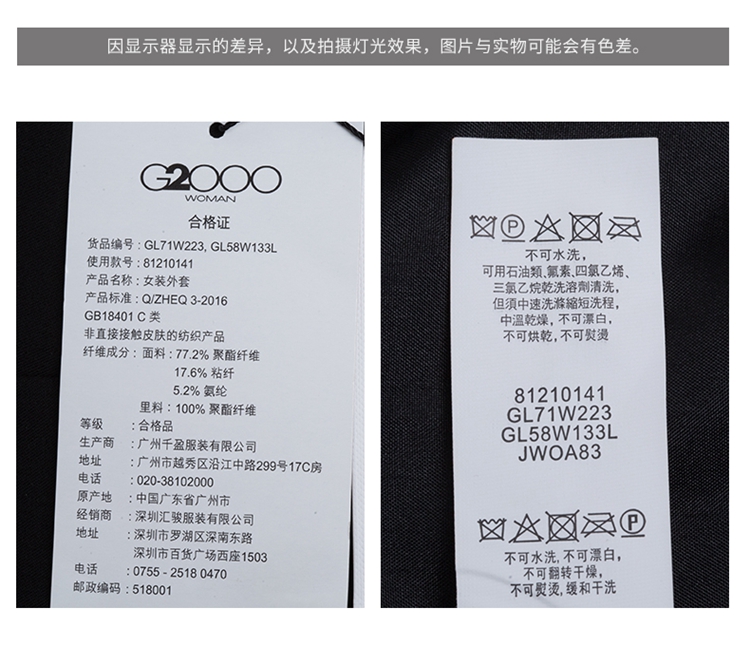 因显示器显示的差异，以及拍摄灯光效果，图片与实物可能会有色差。
G2000
WOMAN
合格证
货品编号：GL71W223, GL58W133L
使用款号：81210141
产品名称：女装外套
产品标准：Q/ZHEQ 3-2016
GB18401 C 类
非直接接触皮肤的纺织产品
纤维成分：面料：77.2% 聚酯纤维
17.6% 粘纤
5.2% 氨纶
里料：100% 聚酯纤维
等级 ：合格品
生产商 ：广州千盈服装有限公司
地址 ：广州市越秀区沿江中路299号17C房
电话 ：020-38102000
原产地 ：中国广东省广州市
经销商 ：深圳汇骏服装有限公司
地址 ：深圳市罗湖区深南东路
深圳市百货广场西座1503
电话 ：0755 - 2518 0470
邮政编码：518001
P
不可水洗，
可用石油類、氟素、四氯乙烯、
三氯乙烷乾洗溶劑清洗，
但須中速洗滌縮短洗程，
中溫乾燥，不可漂白，
不可烘乾，不可熨燙
81210141
GL71W223
GL58W133L
JWOA83
P
不可水洗，不可漂白，
不可翻转干燥，
不可熨烫，缓和干洗